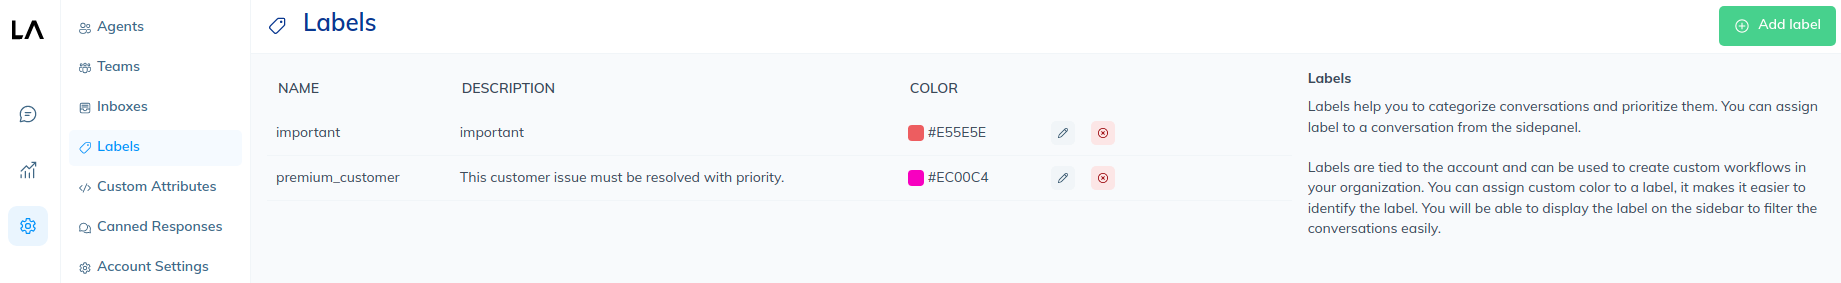 LA
Agents
Teams
Inboxes
Labels
Custom Attributes
Canned Responses
Account Settings
Labels
Add label
NAME DESCRIPTION COLOR
important important #E55E5E
premium_customer This customer issue must be resolved with priority. #EC00C4
Labels
Labels help you to categorize conversations and prioritize them. You can assign
label to a conversation from the sidepanel.
Labels are tied to the account and can be used to create custom workflows in
your organization. You can assign custom color to a label, it makes it easier to
identify the label. You will be able to display the label on the sidebar to filter the
conversations easily.